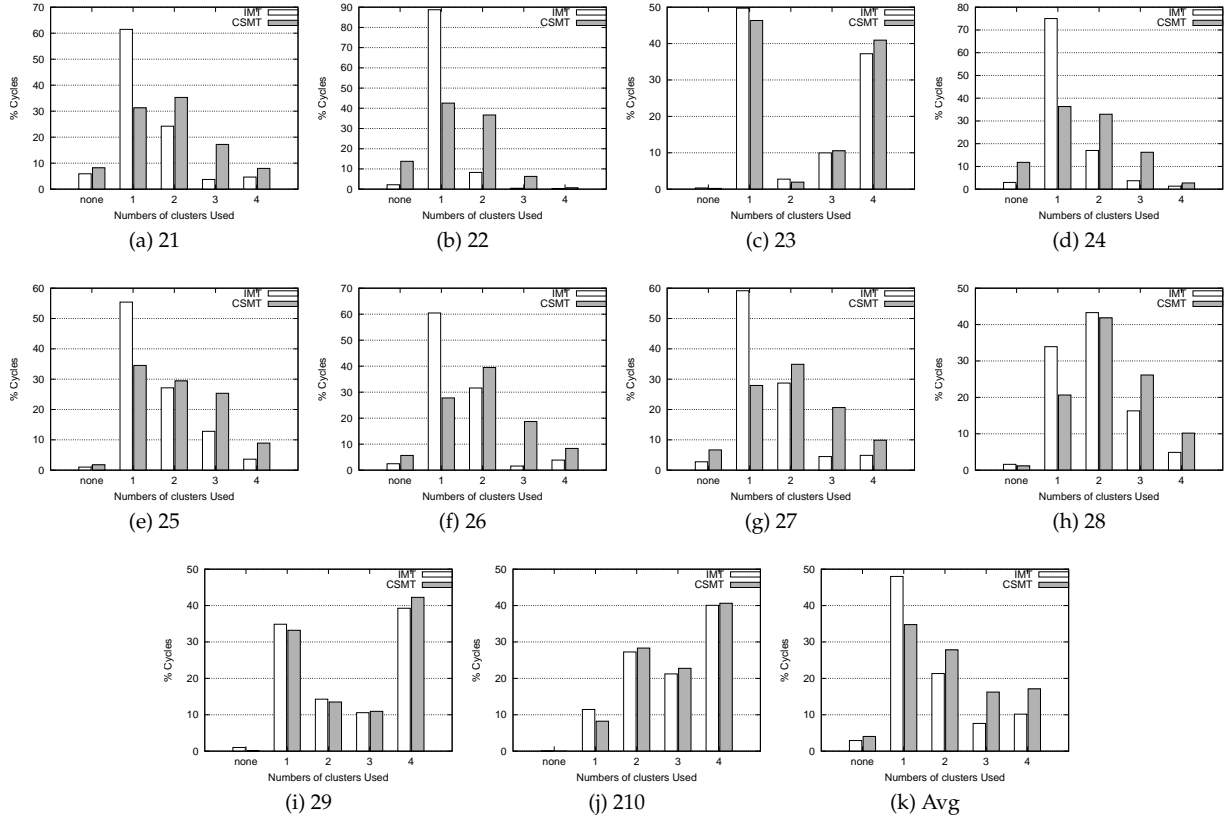 70
60
50
40
30
20
10
0
% Cycles
none 1 2 3 4
Numbers of clusters Used
IMT
CSMT
(a) 21
90
80
70
60
50
40
30
20
10
0
% Cycles
none 1 2 3 4
Numbers of clusters Used
IMT
CSMT
(b) 22
50
40
30
20
10
0
% Cycles
none 1 2 3 4
Numbers of clusters Used
IMT
CSMT
(c) 23
80
70
60
50
40
30
20
10
0
% Cycles
none 1 2 3 4
Numbers of clusters Used
IMT
CSMT
(d) 24
60
50
40
30
20
10
0
% Cycles
none 1 2 3 4
Numbers of clusters Used
IMT
CSMT
(e) 25
70
60
50
40
30
20
10
0
% Cycles
none 1 2 3 4
Numbers of clusters Used
IMT
CSMT
(f) 26
60
50
40
30
20
10
0
% Cycles
none 1 2 3 4
Numbers of clusters Used
IMT
CSMT
(g) 27
50
40
30
20
10
0
% Cycles
none 1 2 3 4
Numbers of clusters Used
IMT
CSMT
(h) 28
50
40
30
20
10
0
% Cycles
none 1 2 3 4
Numbers of clusters Used
IMT
CSMT
(i) 29
50
40
30
20
10
0
% Cycles
none 1 2 3 4
Numbers of clusters Used
IMT
CSMT
(j) 210
50
40
30
20
10
0
% Cycles
none 1 2 3 4
Numbers of clusters Used
IMT
CSMT
(k) Avg